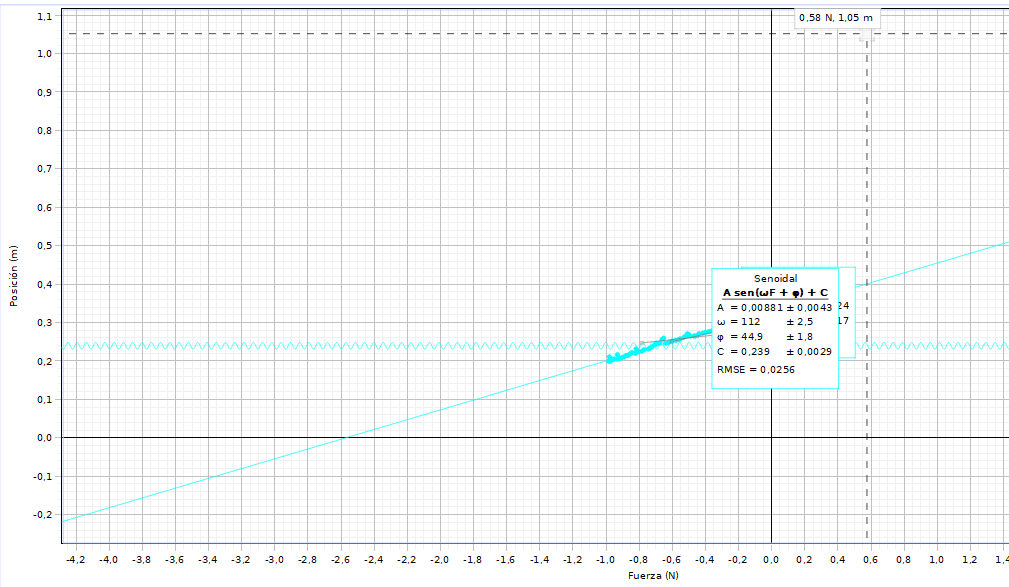 0,58 N, 1,05 m
1,1
1,0
0,9
0,8
0,7
0,6
0,5
0,4
0,3
0,2
0,1
0,0
-0,1
-0,2
Posición (m)
Senoidal
A sen(ωF + φ) + C
A = 0,00881 ± 0,0043
24
ω = 112 ± 2,5
17
φ = 44,9 ± 1,8
C = 0,239 ± 0,0029
RMSE = 0,0256
-4,2 -4,0 -3,8 -3,6 -3,4 -3,2 -3,0 -2,8 -2,6 -2,4 -2,2 -2,0 -1,8 -1,6 -1,4 -1,2 -1,0 -0,8 -0,6 -0,4 -0,2 0,0 0,2 0,4 0,6 0,8 1,0 1,2 1,4
Fuerza (N)